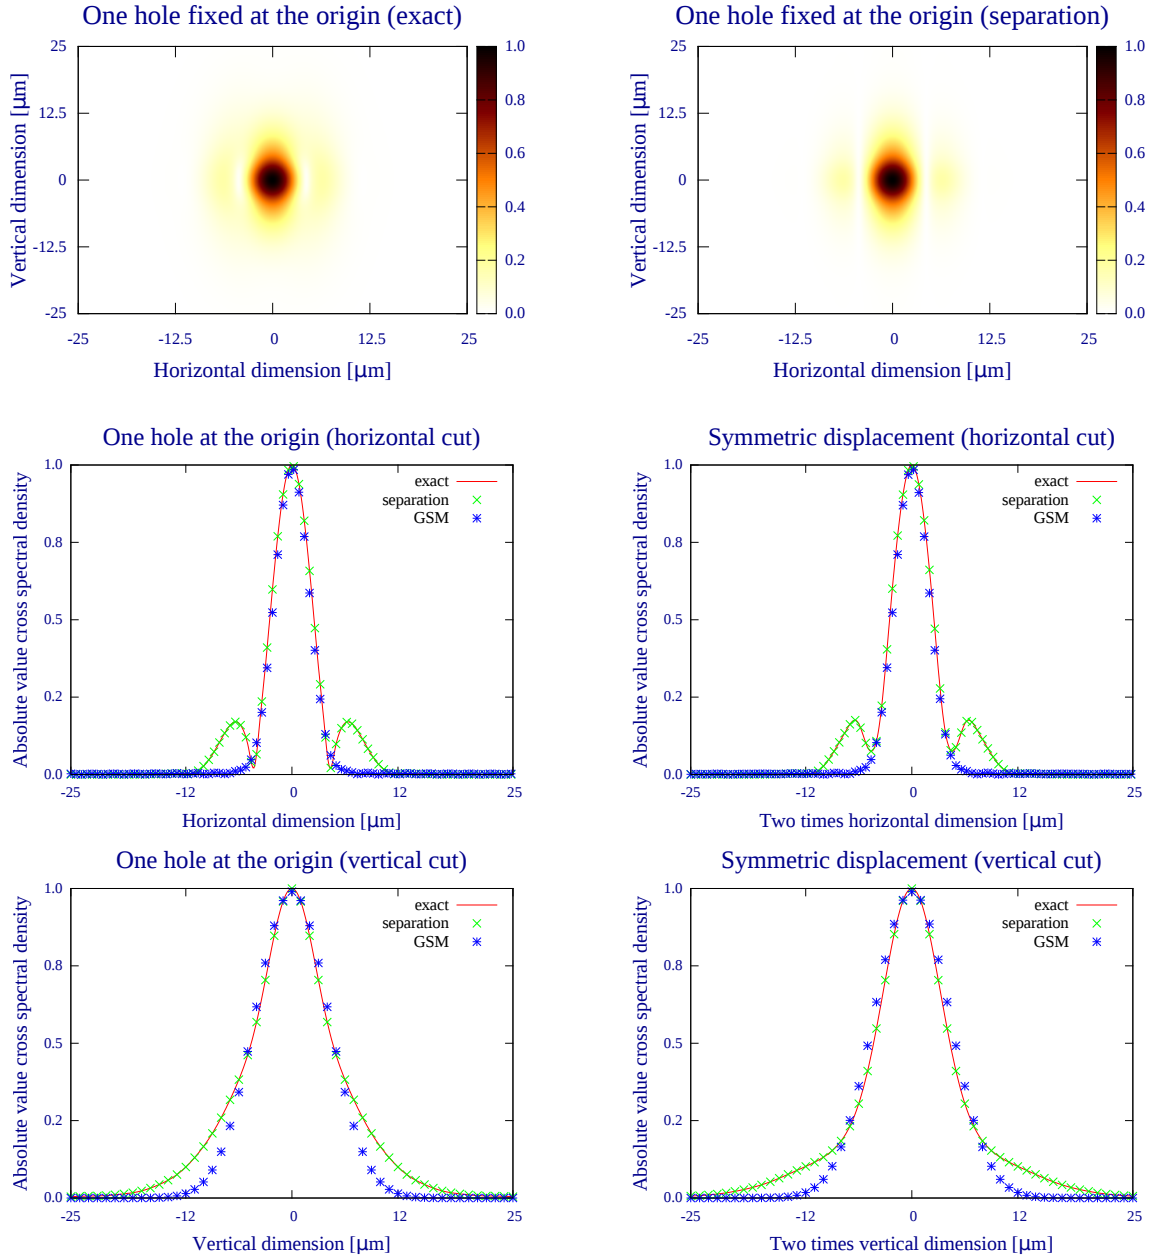 One hole fixed at the origin (exact)
25
12.5
0
-12.5
-25
-25
-12.5
0
12.5
25
Vertical dimension [μm]
Horizontal dimension [μm]
1.0
0.8
0.6
0.4
0.2
0.0
One hole fixed at the origin (separation)
25
12.5
0
-12.5
-25
-25
-12.5
0
12.5
25
Vertical dimension [μm]
Horizontal dimension [μm]
1.0
0.8
0.6
0.4
0.2
0.0
One hole at the origin (horizontal cut)
Absolute value cross spectral density
1.0
0.8
0.5
0.2
0.0
exact
separation
GSM
-25
-12
0
12
25
Horizontal dimension [μm]
Symmetric displacement (horizontal cut)
Absolute value cross spectral density
1.0
0.8
0.5
0.2
0.0
exact
separation
GSM
-25
-12
0
12
25
Two times horizontal dimension [μm]
One hole at the origin (vertical cut)
Absolute value cross spectral density
1.0
0.8
0.5
0.2
0.0
exact
separation
GSM
-25
-12
0
12
25
Vertical dimension [μm]
Symmetric displacement (vertical cut)
Absolute value cross spectral density
1.0
0.8
0.5
0.2
0.0
exact
separation
GSM
-25
-12
0
12
25
Two times vertical dimension [μm]